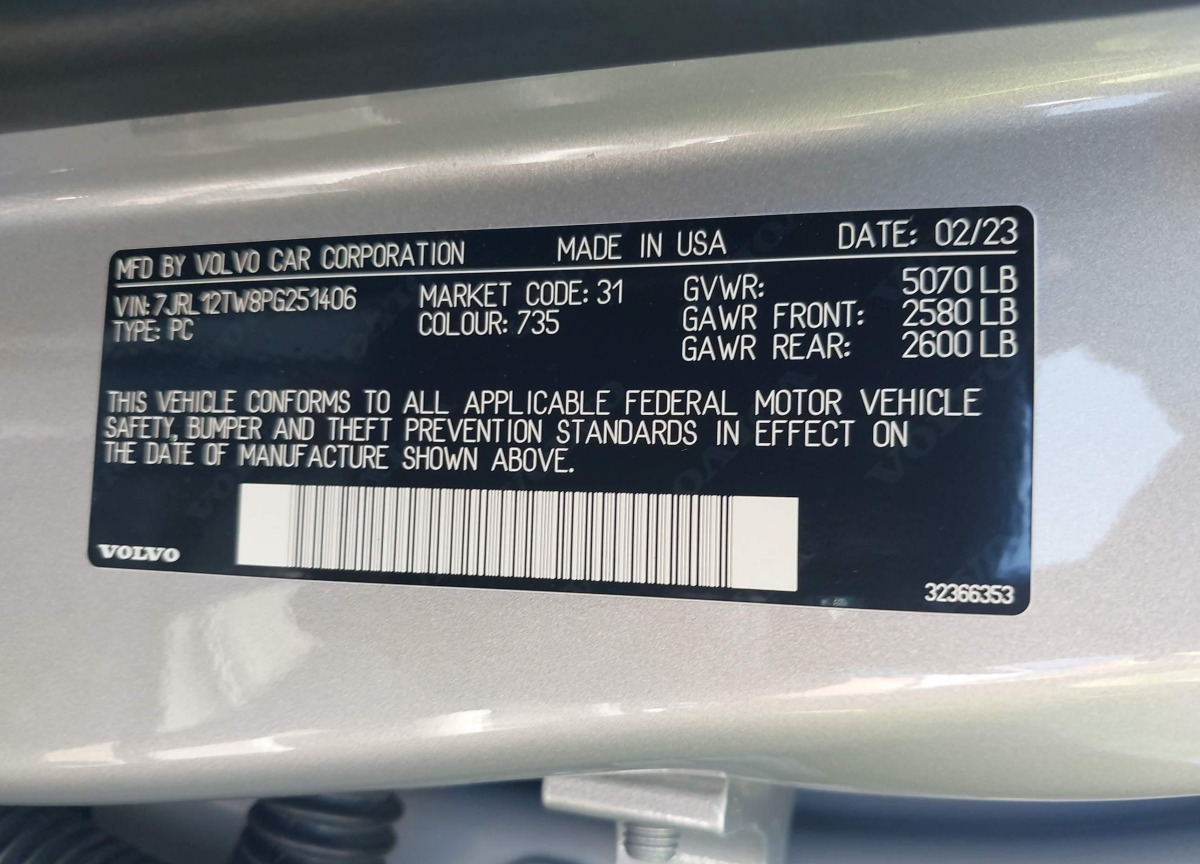 MFD BY VOLVO CAR CORPORATION MADE IN USA DATE: 02/23
VIN: 7JRL12TW8PG251406 MARKET CODE: 31 GVWR: 5070 LB
TYPE: PC COLOUR: 735 GAWR FRONT: 2580 LB
GAWR REAR: 2600 LB
THIS VEHICLE CONFORMS TO ALL APPLICABLE FEDERAL MOTOR VEHICLE
SAFETY, BUMPER AND THEFT PREVENTION STANDARDS IN EFFECT ON
THE DATE OF MANUFACTURE SHOWN ABOVE.
VOLVO
32366353